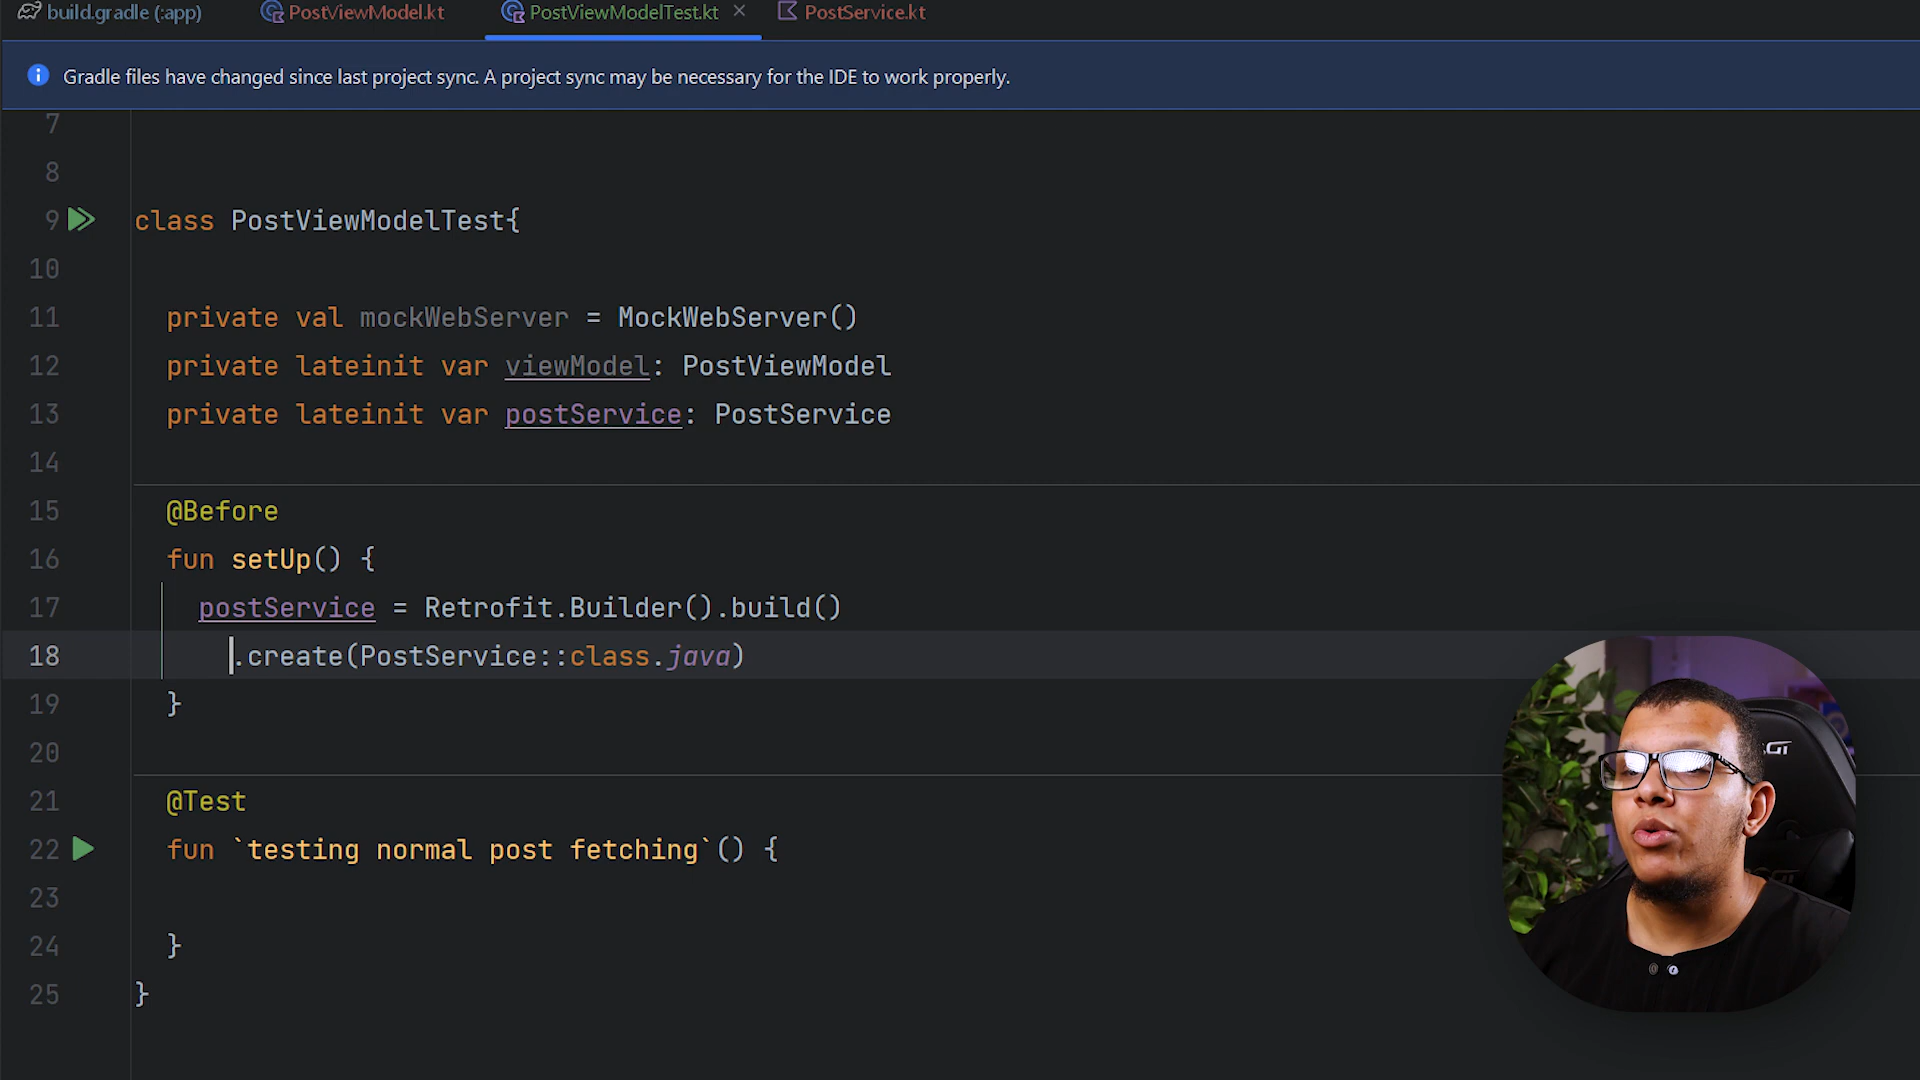 build.gradle (:app) PostViewModel.kt PostViewModelTest.kt PostService.kt
Gradle files have changed since last project sync. A project sync may be necessary for the IDE to work properly.
7
8
9 class PostViewModelTest{
10
11 private val mockWebServer = MockWebServer()
12 private lateinit var viewModel: PostViewModel
13 private lateinit var postService: PostService
14
15 @Before
16 fun setUp() {
17 postService = Retrofit.Builder().build()
18 .create(PostService::class.java)
19 }
20
21 @Test
22 fun `testing normal post fetching`() {
23
24 }
25 }